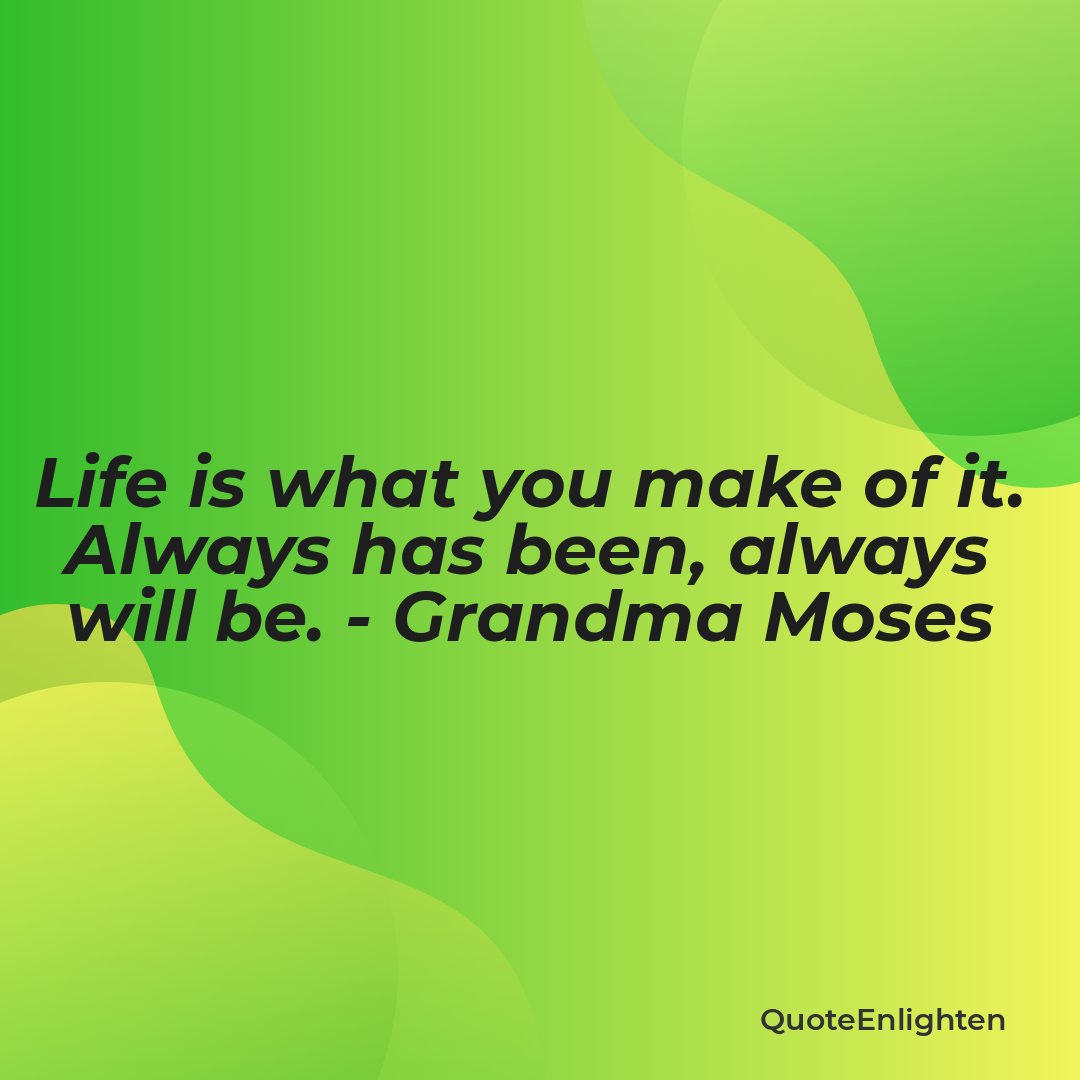 Life is what you make of it.
Always has been, always
will be. - Grandma Moses
QuoteEnlighten